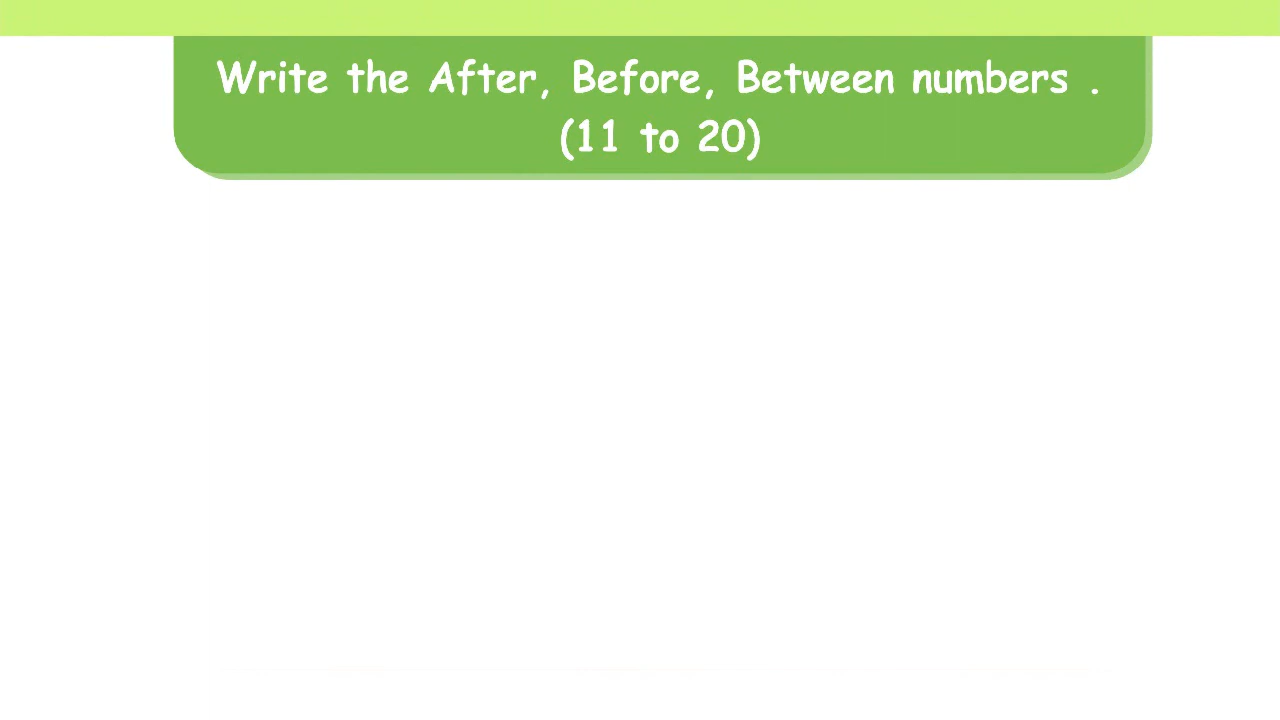 Write the After, Before, Between numbers .
(11 to 20)